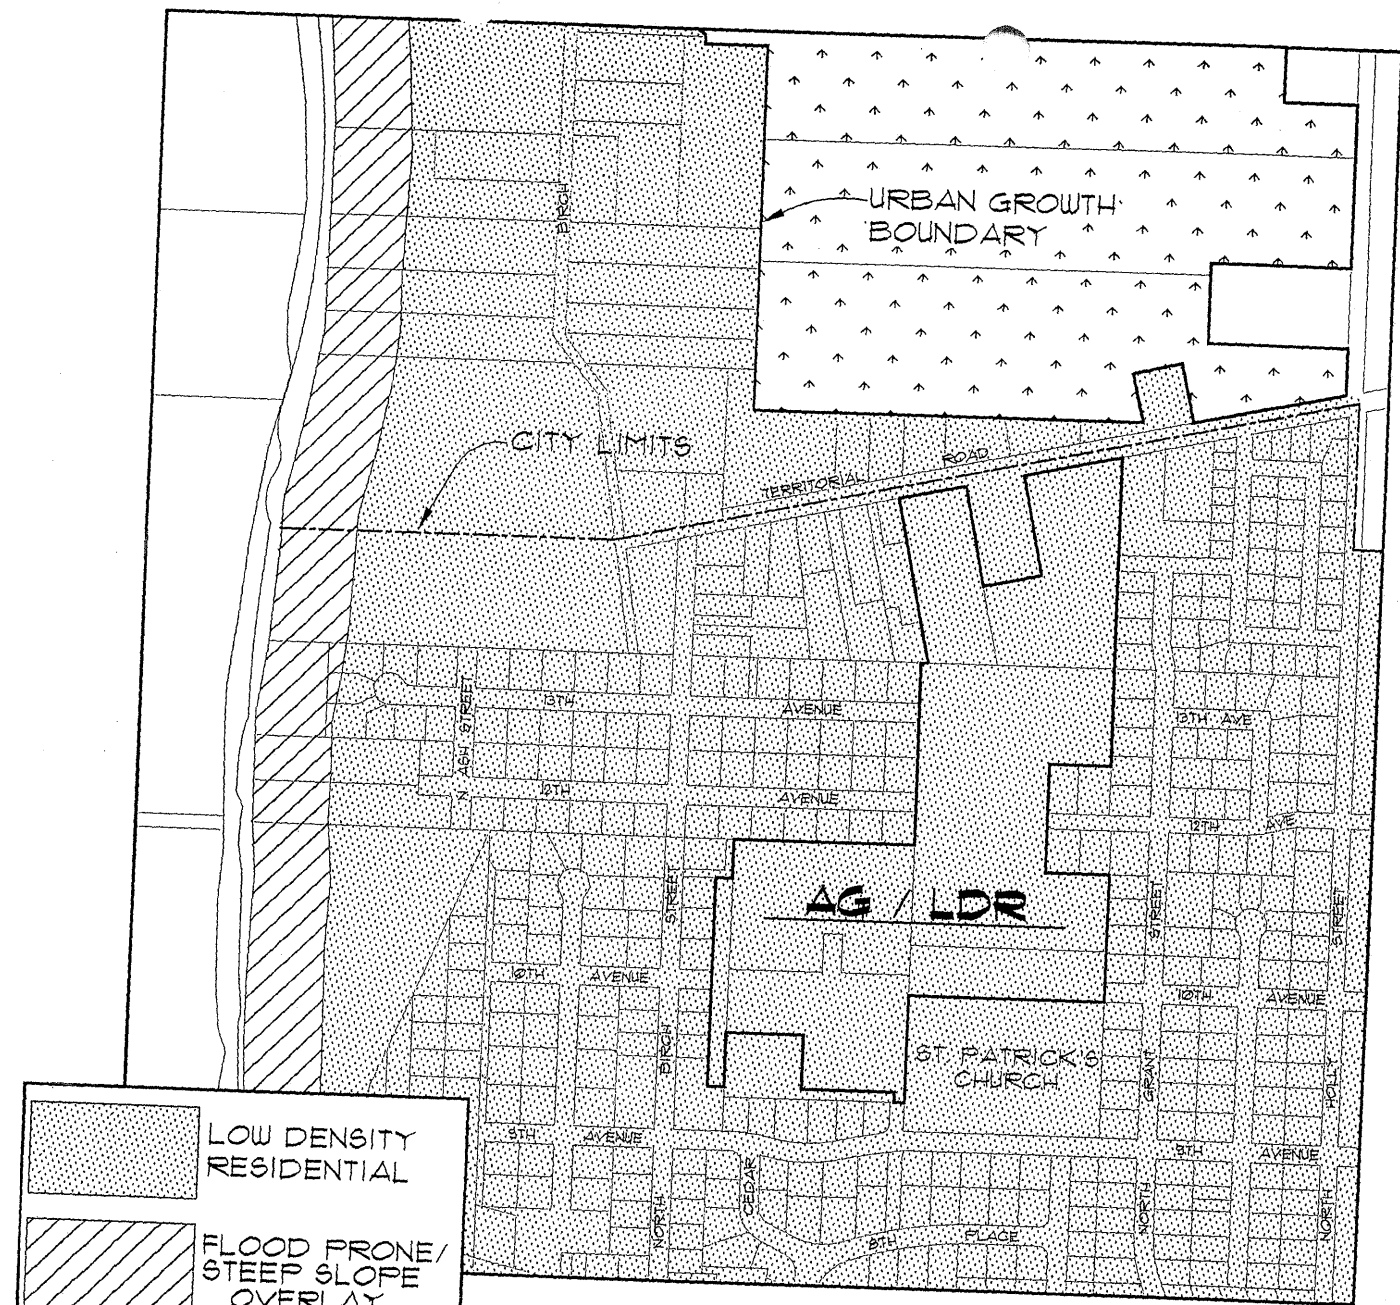 BIRCH
URBAN GROWTH
BOUNDARY
CITY LIMITS
TERRITORIAL
ROAD
ASH STREET
N
13TH
AVENUE
13TH AVE
12TH
AVENUE
12TH
AVE
STREET
AG / LDR
STREET
STREET
10TH
AVENUE
10TH
AVENUE
BIRCH
ST. PATRICK'S
CHURCH
GRANT
HOLLY
LOW DENSITY
RESIDENTIAL
9TH
AVENUE
9TH
AVENUE
CEDAR
NORTH
NORTH
NORTH
8TH
PLACE
FLOOD PRONE/
STEEP SLOPE
OVERLAY